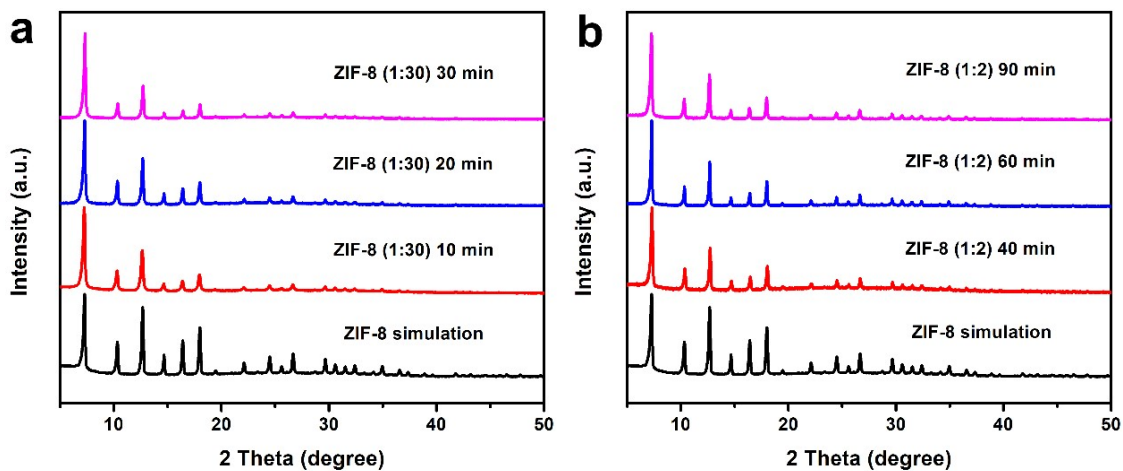 a
Intensity (a.u.)
ZIF-8 (1:30) 30 min
ZIF-8 (1:30) 20 min
ZIF-8 (1:30) 10 min
ZIF-8 simulation
10 20 30 40 50
2 Theta (degree)
b
Intensity (a.u.)
ZIF-8 (1:2) 90 min
ZIF-8 (1:2) 60 min
ZIF-8 (1:2) 40 min
ZIF-8 simulation
10 20 30 40 50
2 Theta (degree)